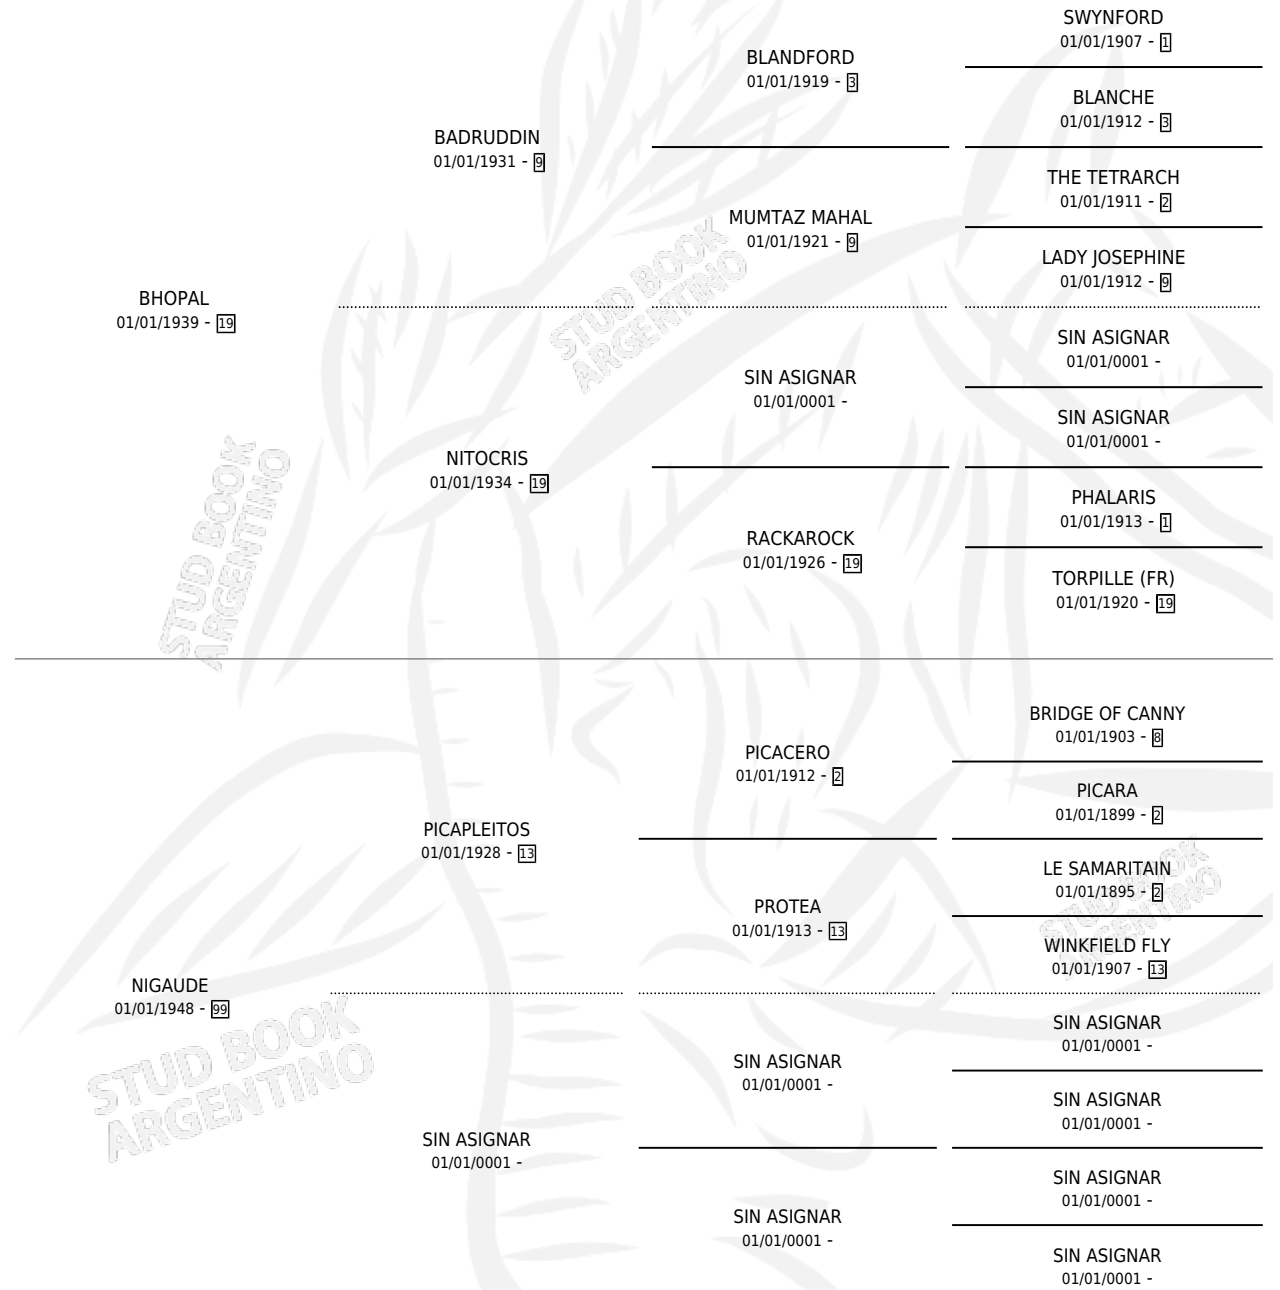 SWYNFORD
01/01/1907 - 1
BLANDFORD
01/01/1919 - 3
BLANCHE
01/01/1912 - 3
BADRUDDIN
01/01/1931 - 9
THE TETRARCH
01/01/1911 - 2
MUMTAZ MAHAL
01/01/1921 - 9
LADY JOSEPHINE
01/01/1912 - 9
BHOPAL
01/01/1939 - 19
STUD BOOK
ARGENTINO
SIN ASIGNAR
01/01/0001 -
SIN ASIGNAR
01/01/0001 -
SIN ASIGNAR
01/01/0001 -
NITOCRIS
01/01/1934 - 19
PHALARIS
01/01/1913 - 1
RACKAROCK
01/01/1926 - 19
TORPILLE (FR)
01/01/1920 - 19
STUD BOOK
ARGENTINO
BRIDGE OF CANNY
01/01/1903 - 8
PICACERO
01/01/1912 - 2
PICARA
01/01/1899 - 2
PICAPLEITOS
01/01/1928 - 13
LE SAMARITAIN
01/01/1895 - 2
PROTEA
01/01/1913 - 13
STUD BOOK
ARGENTINO
WINKFIELD FLY
01/01/1907 - 13
NIGAUDE
01/01/1948 - 99
SIN ASIGNAR
01/01/0001 -
SIN ASIGNAR
01/01/0001 -
STUD BOOK
ARGENTINO
SIN ASIGNAR
01/01/0001 -
SIN ASIGNAR
01/01/0001 -
SIN ASIGNAR
01/01/0001 -
SIN ASIGNAR
01/01/0001 -
SIN ASIGNAR
01/01/0001 -